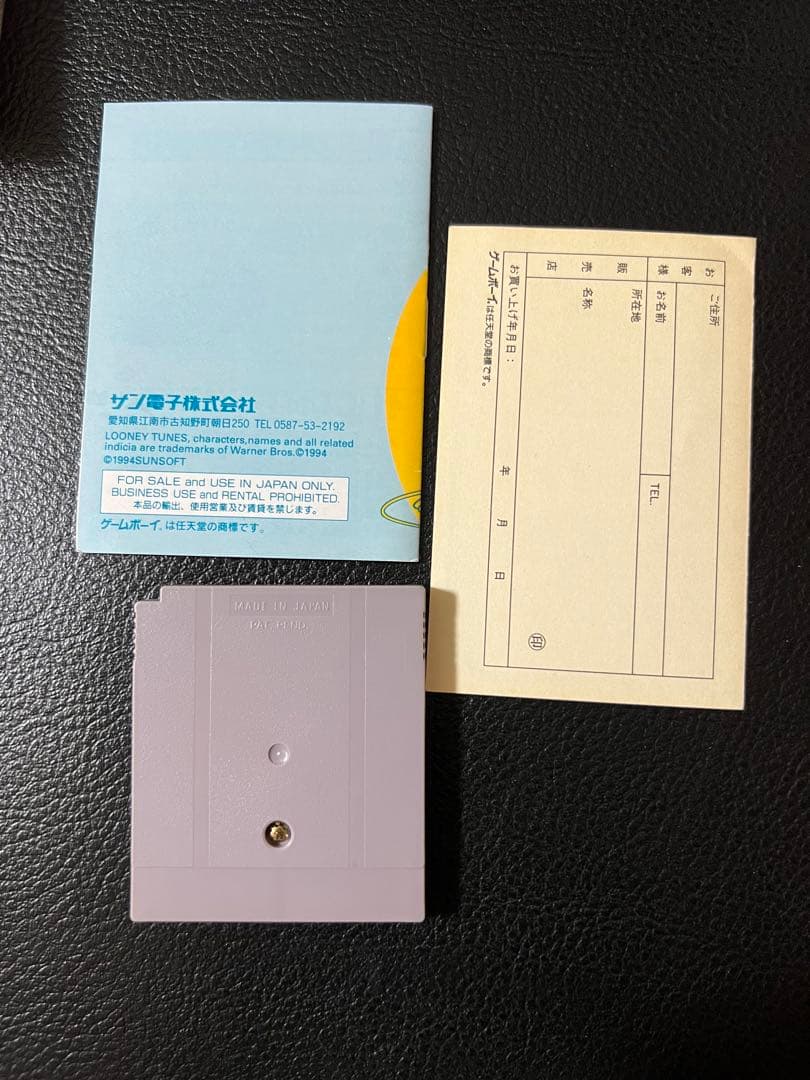 サン電子株式会社
愛知県江南市古知野町朝日250 TEL 0587-53-2192
LOONEY TUNES, characters,names and all related
indicia are trademarks of Warner Bros.©1994
©1994SUNSOFT
FOR SALE and USE IN JAPAN ONLY.
BUSINESS USE and RENTAL PROHIBITED.
本品の輸出、使用営業及び賃貸を禁じます。
ゲームボーイ®は任天堂の商標です。
お客様
ご住所
お名前
TEL.
販売店
所在地
名称
印
お買い上げ年月日： 年 月 日
ゲームボーイ®は任天堂の商標です。
MADE IN JAPAN
PAT. PEND.